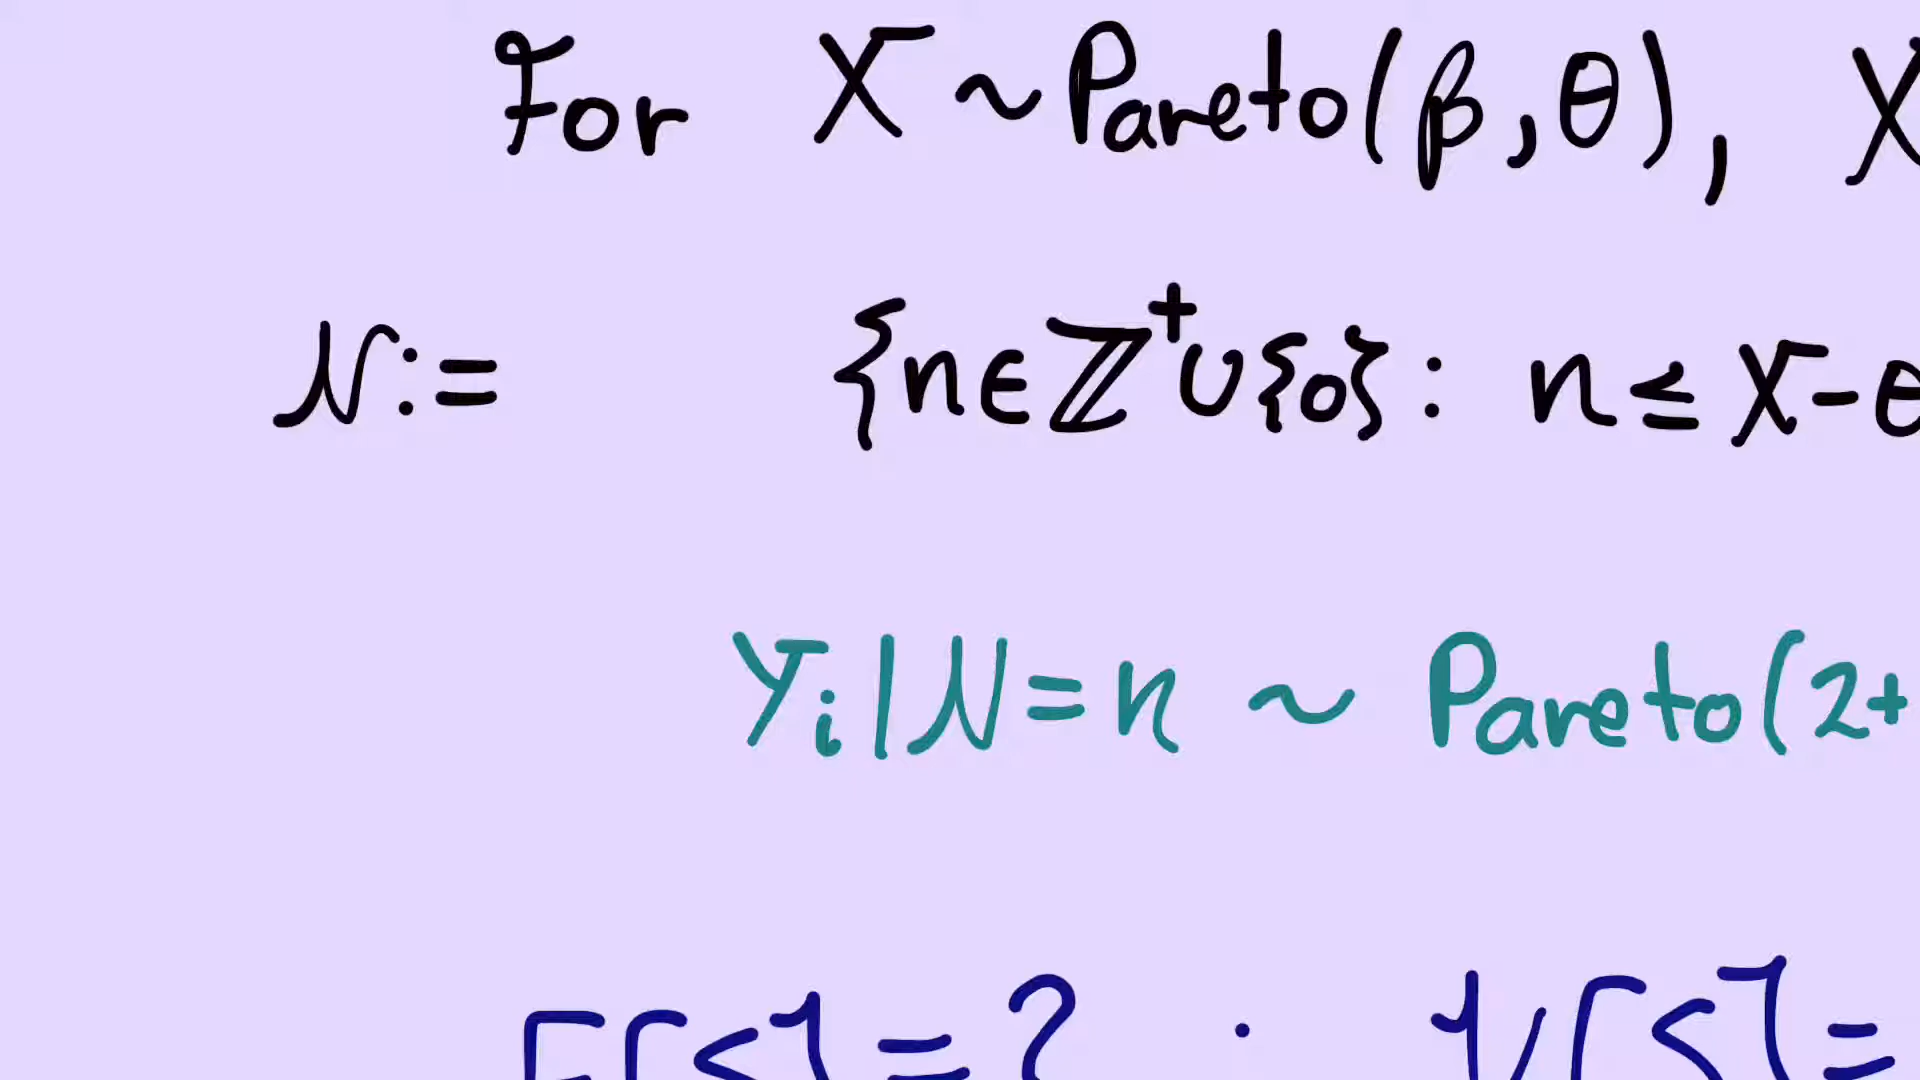 For X ~ Pareto(β,θ), X
N := {n∈ℤ⁺∪{0}: n ≤ X-θ
Yᵢ|N=n ~ Pareto(2+
E[S]=? ; V[S]=